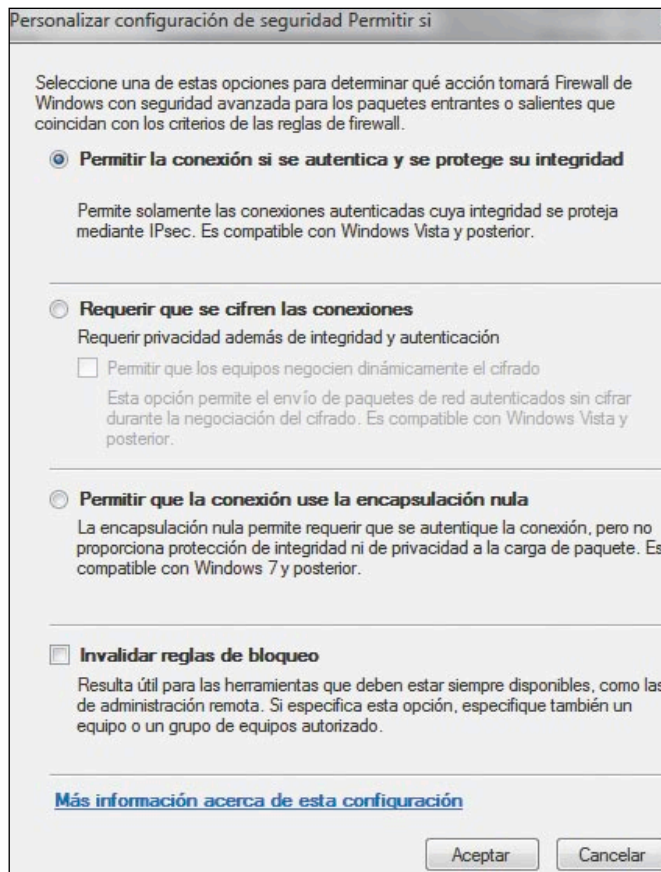 Personalizar configuración de seguridad Permitir si
Seleccione una de estas opciones para determinar qué acción tomará Firewall de
Windows con seguridad avanzada para los paquetes entrantes o salientes que
coincidan con los criterios de las reglas de firewall.
Permitir la conexión si se autentica y se protege su integridad
Permite solamente las conexiones autenticadas cuya integridad se proteja
mediante IPsec. Es compatible con Windows Vista y posterior.
Requerir que se cifren las conexiones
Requerir privacidad además de integridad y autenticación
Permitir que los equipos negocien dinámicamente el cifrado
Esta opción permite el envío de paquetes de red autenticados sin cifrar
durante la negociación del cifrado. Es compatible con Windows Vista y
posterior.
Permitir que la conexión use la encapsulación nula
La encapsulación nula permite requerir que se autentique la conexión, pero no
proporciona protección de integridad ni de privacidad a la carga de paquete. Es
compatible con Windows 7 y posterior.
Invalidar reglas de bloqueo
Resulta útil para las herramientas que deben estar siempre disponibles, como las
de administración remota. Si especifica esta opción, especifique también un
equipo o un grupo de equipos autorizado.
Más información acerca de esta configuración
Aceptar Cancelar